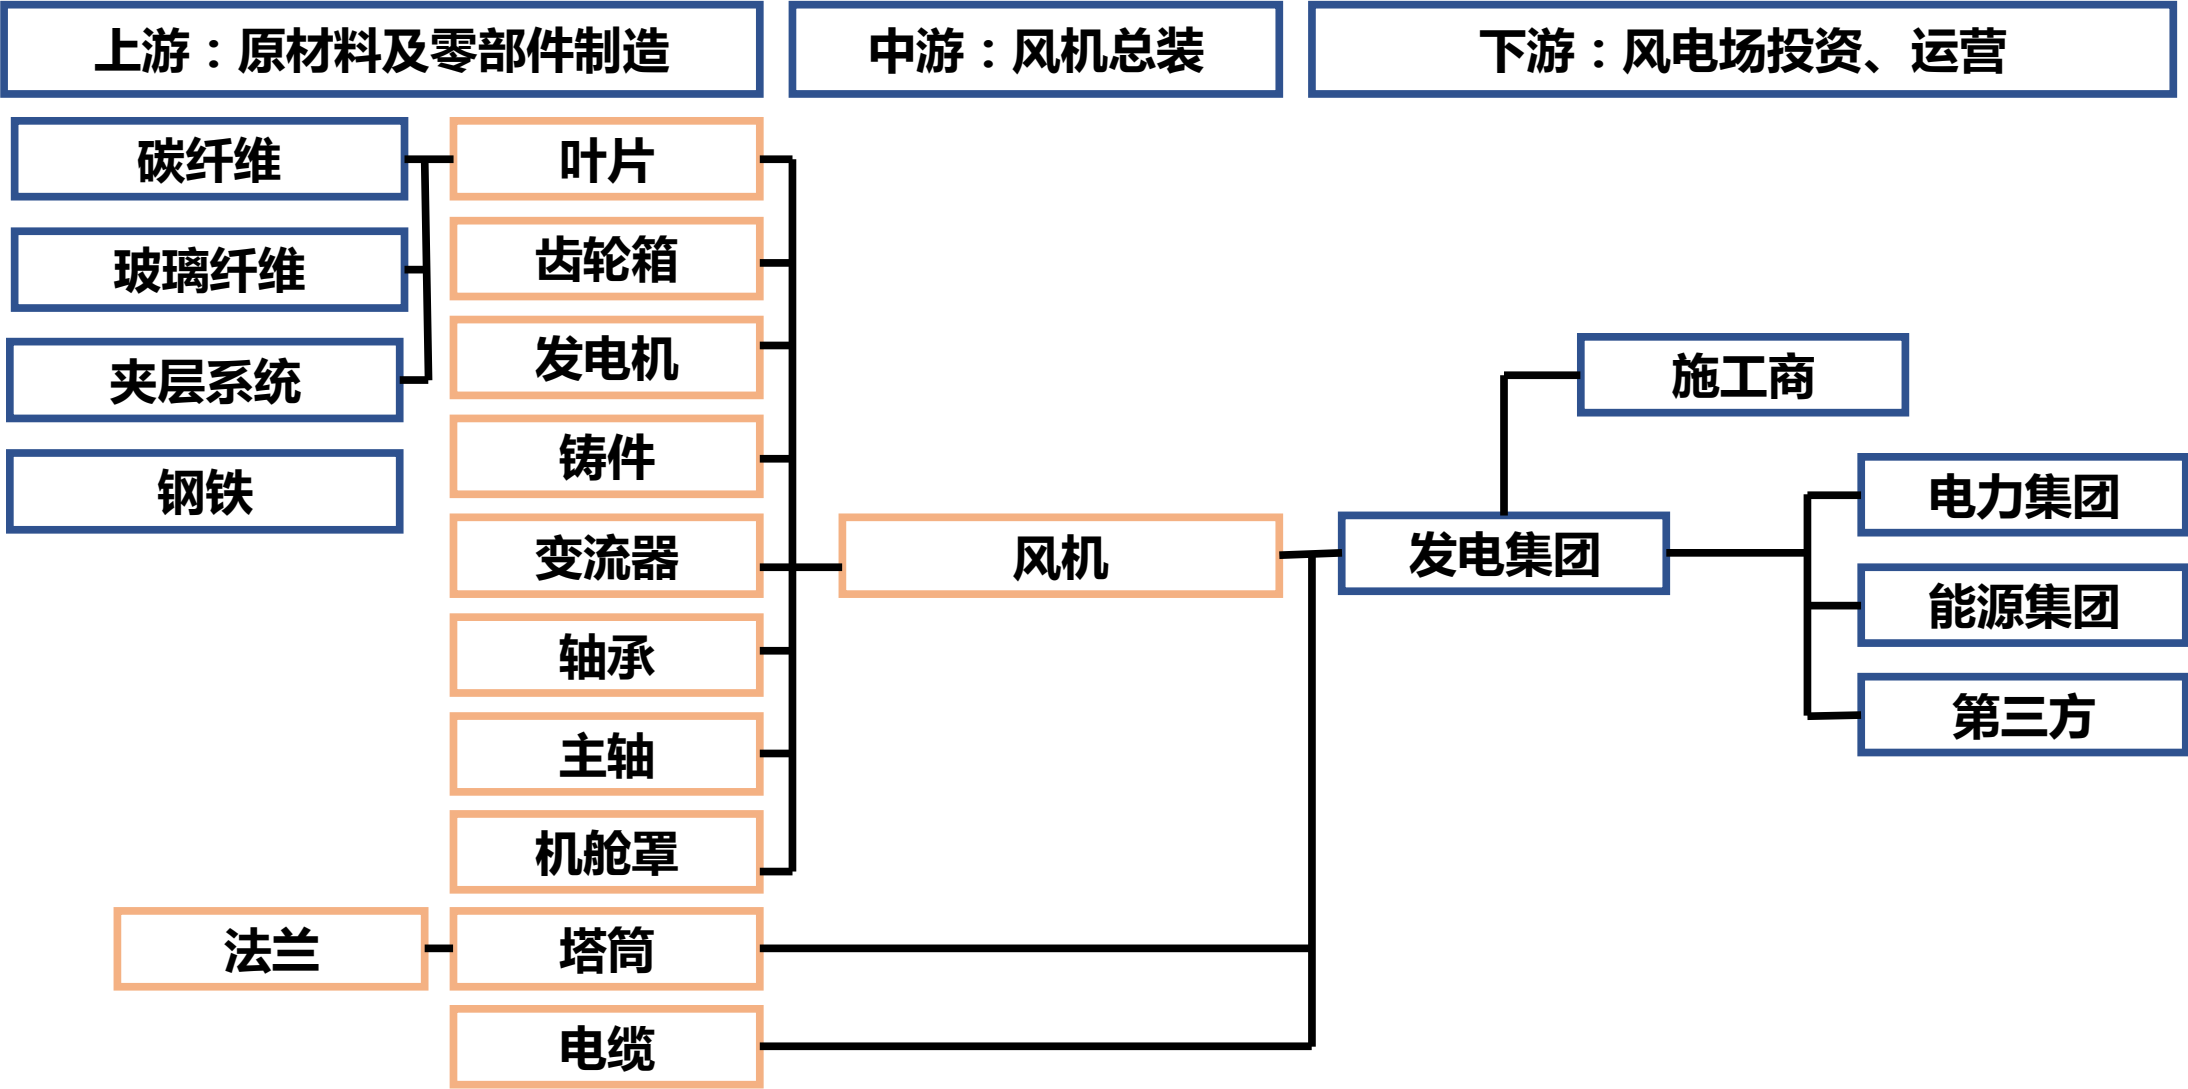 上游：原材料及零部件制造
中游：风机总装
下游：风电场投资、运营
碳纤维
叶片
玻璃纤维
齿轮箱
夹层系统
发电机
施工商
钢铁
铸件
电力集团
变流器
风机
发电集团
能源集团
轴承
第三方
主轴
机舱罩
法兰
塔筒
电缆